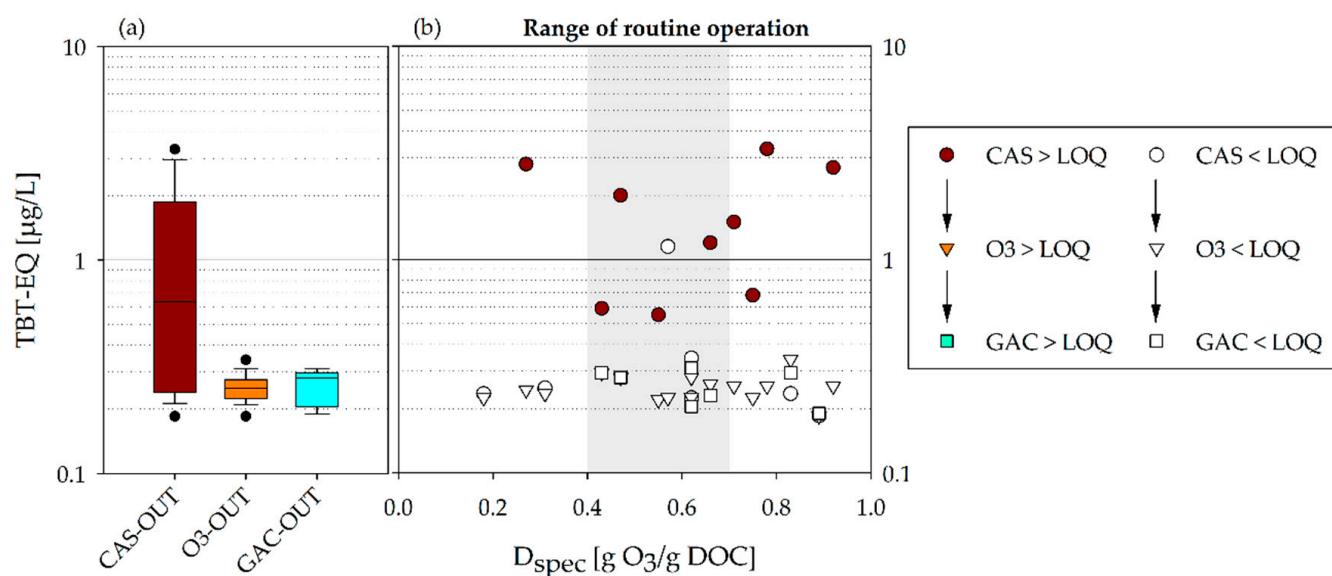 (a)
(b)
Range of routine operation
10
10
TBT-EQ [µg/L]
1
1
0.1
0.1
CAS-OUT
O3-OUT
GAC-OUT
0.0
0.2
0.4
0.6
0.8
1.0
Dspec [g O3/g DOC]
CAS > LOQ
CAS < LOQ
O3 > LOQ
O3 < LOQ
GAC > LOQ
GAC < LOQ